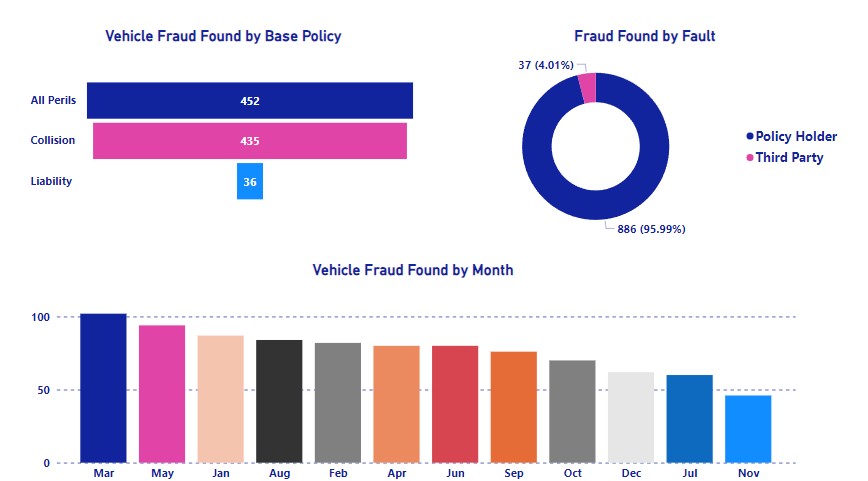 Vehicle Fraud Found by Base Policy
All Perils
452
Collision
435
Liability
36
Fraud Found by Fault
37 (4.01%)
886 (95.99%)
Policy Holder
Third Party
Vehicle Fraud Found by Month
100
50
0
Mar May Jan Aug Feb Apr Jun Sep Oct Dec Jul Nov